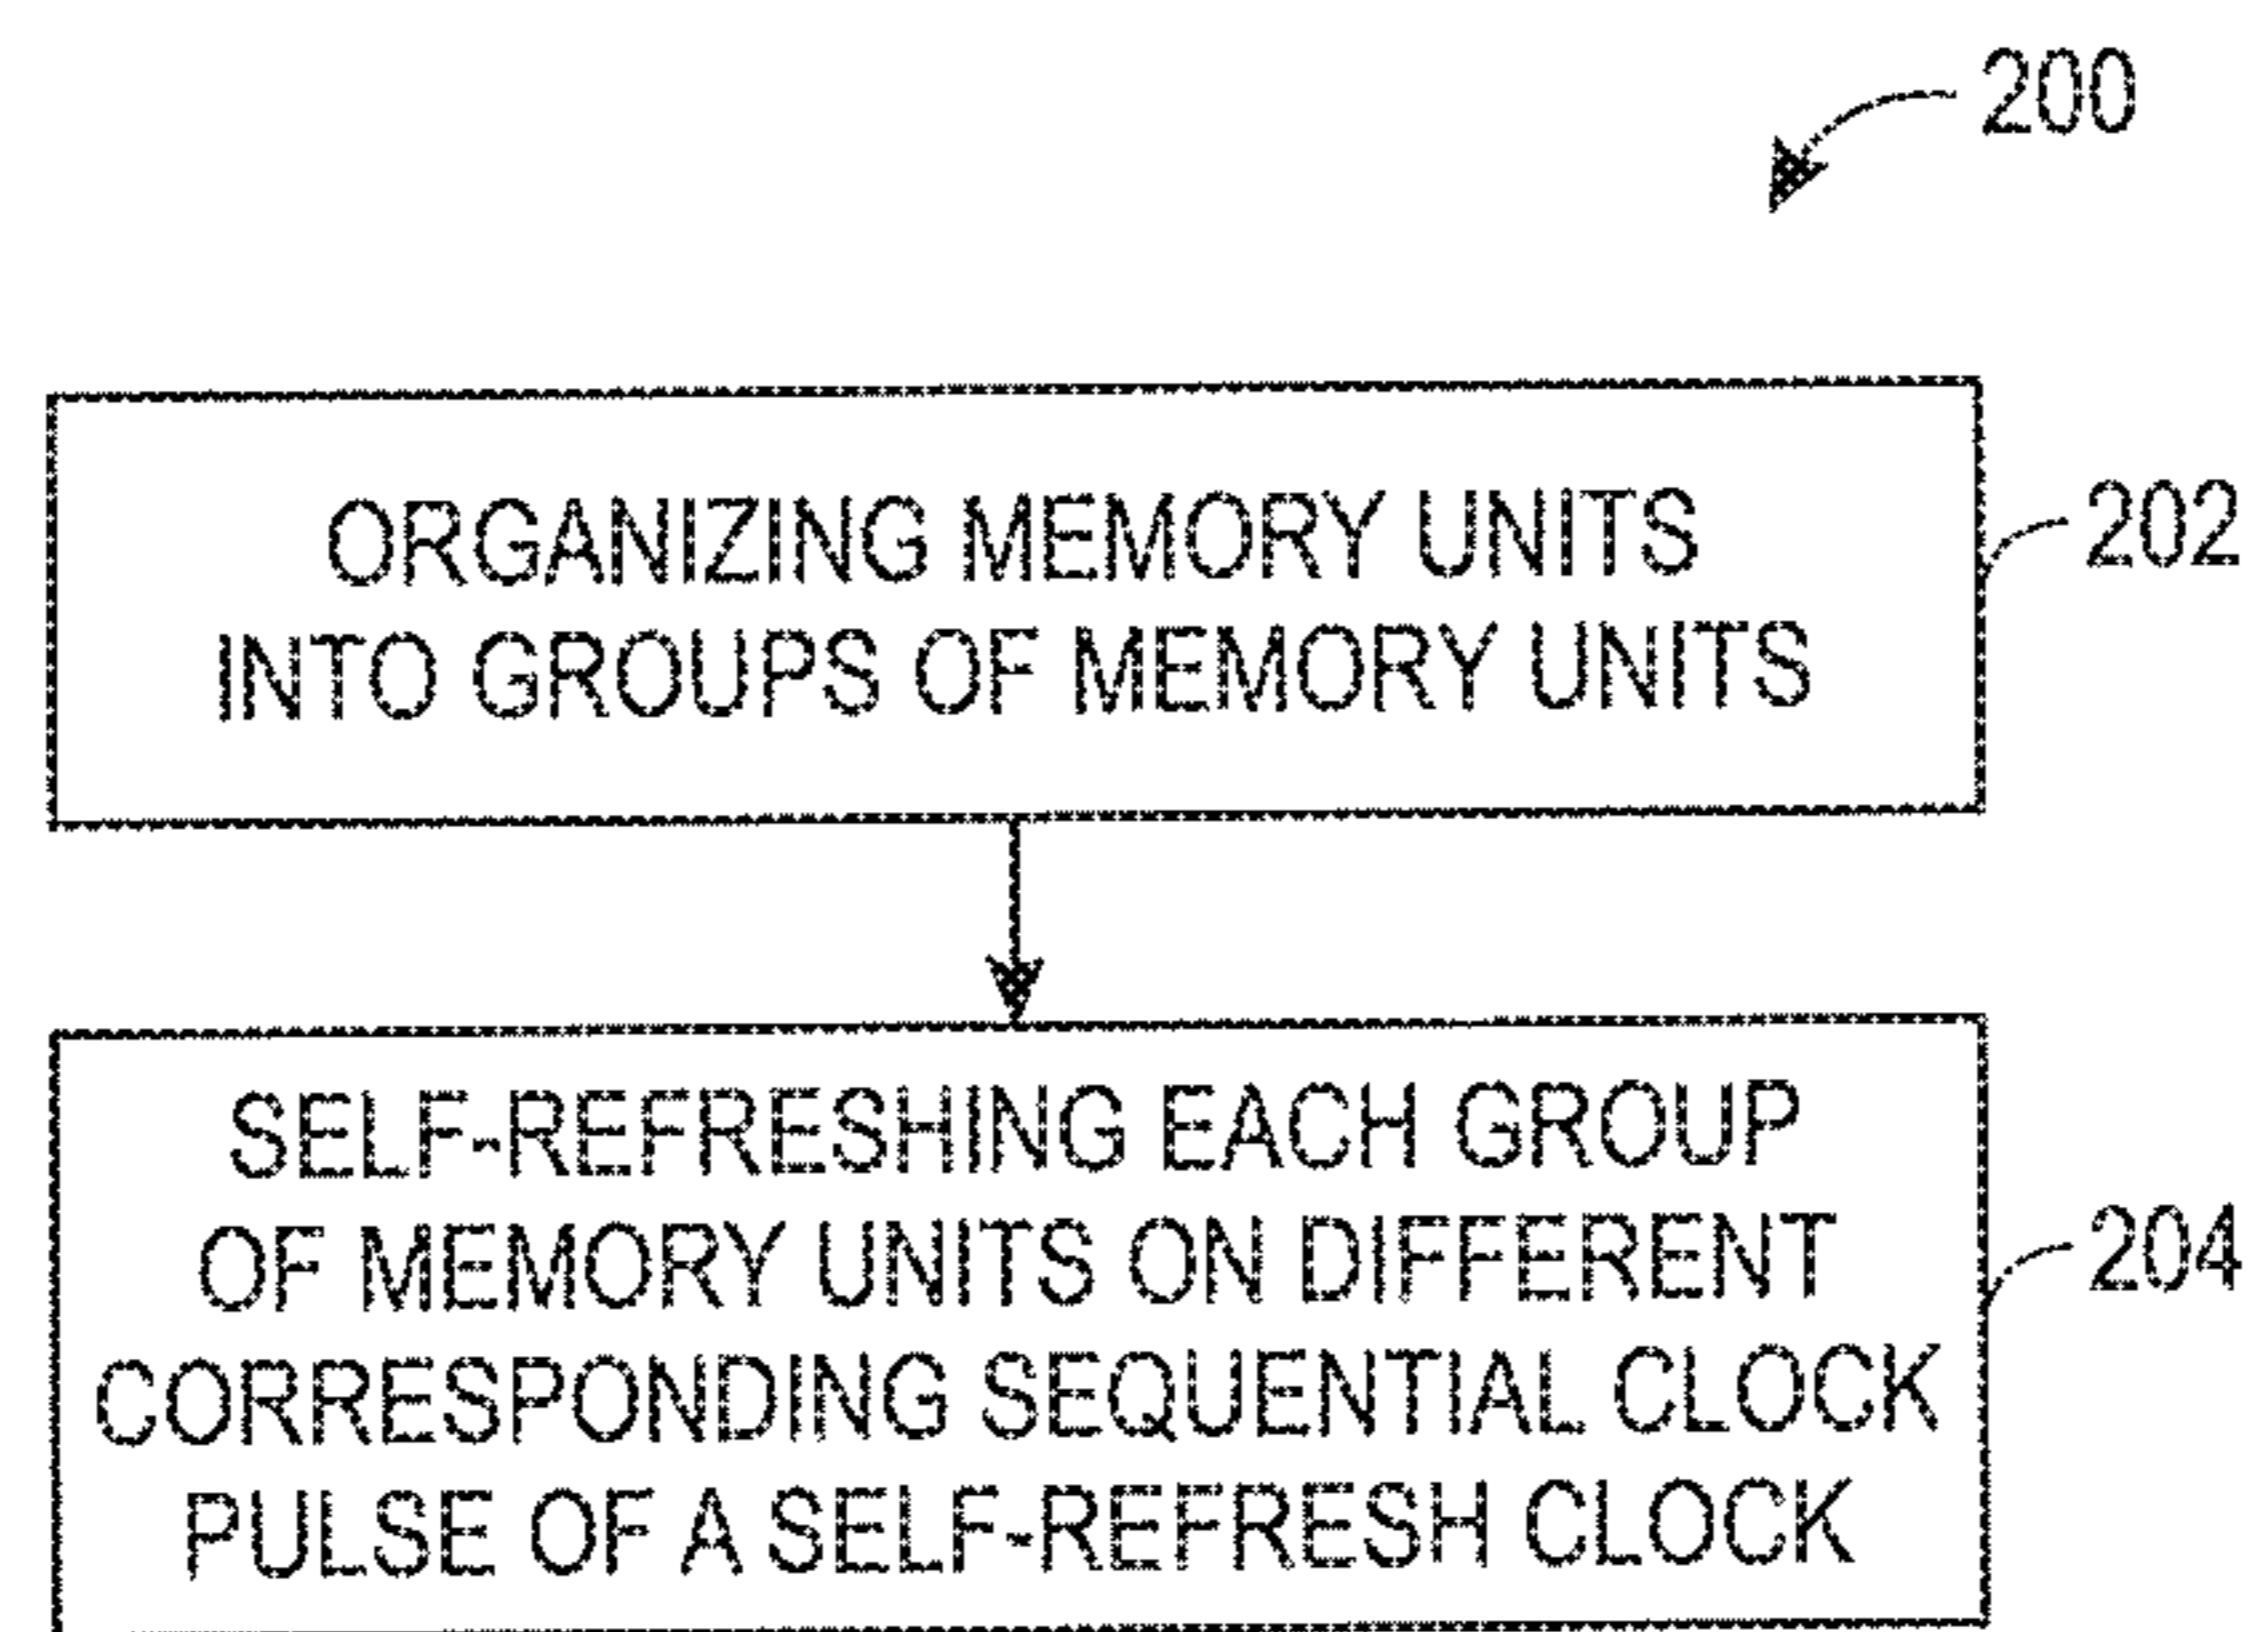 200
ORGANIZING MEMORY UNITS
INTO GROUPS OF MEMORY UNITS
202
SELF-REFRESHING EACH GROUP
OF MEMORY UNITS ON DIFFERENT
CORRESPONDING SEQUENTIAL CLOCK
PULSE OF A SELF-REFRESH CLOCK
204